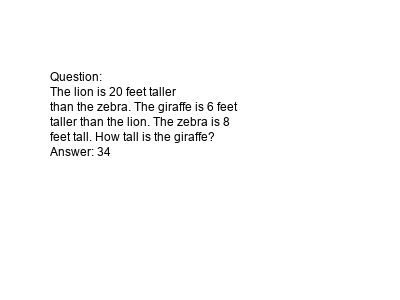 Question:
The lion is 20 feet taller
than the zebra. The giraffe is 6 feet
taller than the lion. The zebra is 8
feet tall. How tall is the giraffe?
Answer: 34